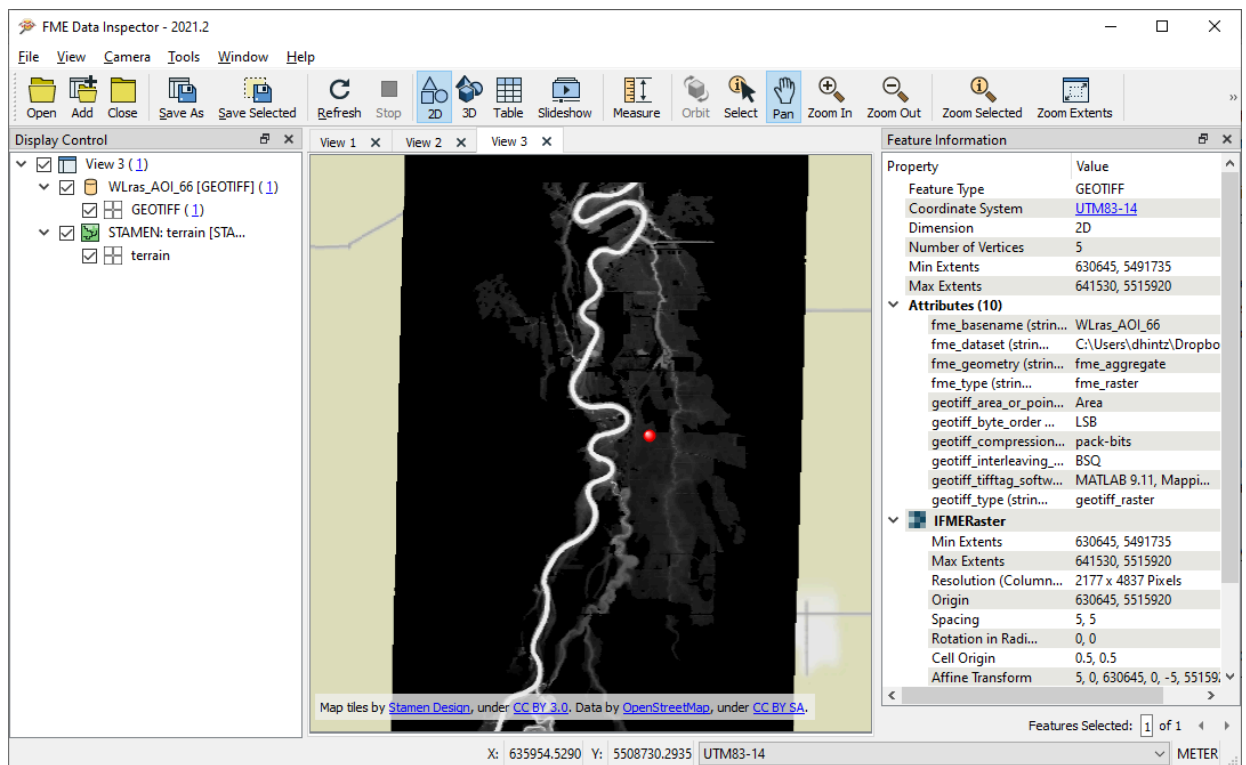 FME Data Inspector - 2021.2
File View Camera Tools Window Help
Open Add Close Save As Save Selected Refresh Stop 2D 3D Table Slideshow Measure Orbit Select Pan Zoom In Zoom Out Zoom Selected Zoom Extents »
Display Control
View 3 (1)
WLras_AOI_66 [GEOTIFF] (1)
GEOTIFF (1)
STAMEN: terrain [STA...
terrain
View 1 View 2 View 3
Map tiles by Stamen Design, under CC BY 3.0. Data by OpenStreetMap, under CC BY SA.
Feature Information
Property Value
Feature Type GEOTIFF
Coordinate System UTM83-14
Dimension 2D
Number of Vertices 5
Min Extents 630645, 5491735
Max Extents 641530, 5515920
Attributes (10)
fme_basename (strin... WLras_AOI_66
fme_dataset (strin... C:\Users\dhintz\Dropbo
fme_geometry (strin... fme_aggregate
fme_type (strin... fme_raster
geotiff_area_or_poin... Area
geotiff_byte_order ... LSB
geotiff_compression... pack-bits
geotiff_interleaving_... BSQ
geotiff_tifftag_softw... MATLAB 9.11, Mappi...
geotiff_type (strin... geotiff_raster
IFMERaster
Min Extents 630645, 5491735
Max Extents 641530, 5515920
Resolution (Column... 2177 x 4837 Pixels
Origin 630645, 5515920
Spacing 5, 5
Rotation in Radi... 0, 0
Cell Origin 0.5, 0.5
Affine Transform 5, 0, 630645, 0, -5, 55159
Features Selected: 1 of 1
X: 635954.5290 Y: 5508730.2935 UTM83-14 METER